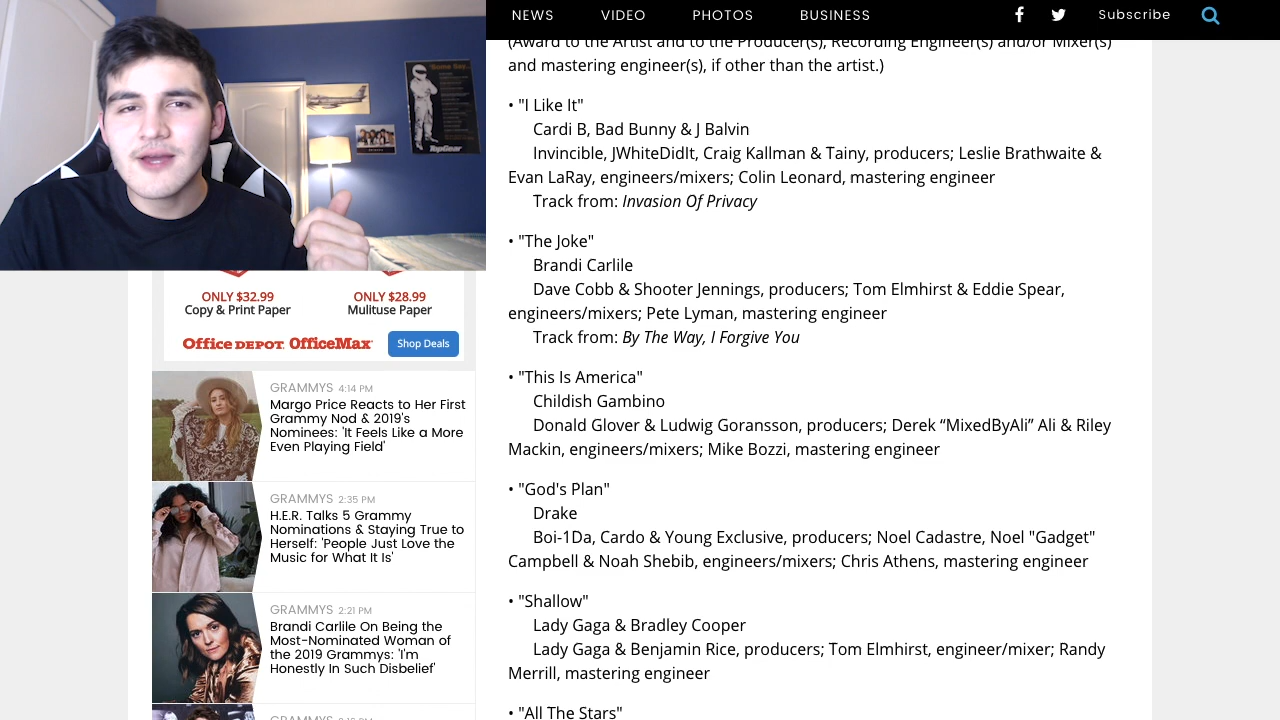 NEWS VIDEO PHOTOS BUSINESS Subscribe
(Award to the Artist and to the Producer(s), Recording Engineer(s) and/or Mixer(s)
and mastering engineer(s), if other than the artist.)
• "I Like It"
Cardi B, Bad Bunny & J Balvin
Invincible, JWhiteDidIt, Craig Kallman & Tainy, producers; Leslie Brathwaite &
Evan LaRay, engineers/mixers; Colin Leonard, mastering engineer
Track from: Invasion Of Privacy
• "The Joke"
Brandi Carlile
Dave Cobb & Shooter Jennings, producers; Tom Elmhirst & Eddie Spear,
engineers/mixers; Pete Lyman, mastering engineer
Track from: By The Way, I Forgive You
• "This Is America"
Childish Gambino
Donald Glover & Ludwig Goransson, producers; Derek “MixedByAli” Ali & Riley
Mackin, engineers/mixers; Mike Bozzi, mastering engineer
• "God's Plan"
Drake
Boi-1Da, Cardo & Young Exclusive, producers; Noel Cadastre, Noel "Gadget"
Campbell & Noah Shebib, engineers/mixers; Chris Athens, mastering engineer
• "Shallow"
Lady Gaga & Bradley Cooper
Lady Gaga & Benjamin Rice, producers; Tom Elmhirst, engineer/mixer; Randy
Merrill, mastering engineer
• "All The Stars"
"Some Say...
TopGear
ONLY $32.99
Copy & Print Paper
ONLY $28.99
Mulituse Paper
Office DEPOT OfficeMax
Shop Deals
GRAMMYS 4:14 PM
Margo Price Reacts to Her First
Grammy Nod & 2019's
Nominees: 'It Feels Like a More
Even Playing Field'
GRAMMYS 2:35 PM
H.E.R. Talks 5 Grammy
Nominations & Staying True to
Herself: 'People Just Love the
Music for What It Is'
GRAMMYS 2:21 PM
Brandi Carlile On Being the
Most-Nominated Woman of
the 2019 Grammys: 'I'm
Honestly In Such Disbelief'
GRAMMYS